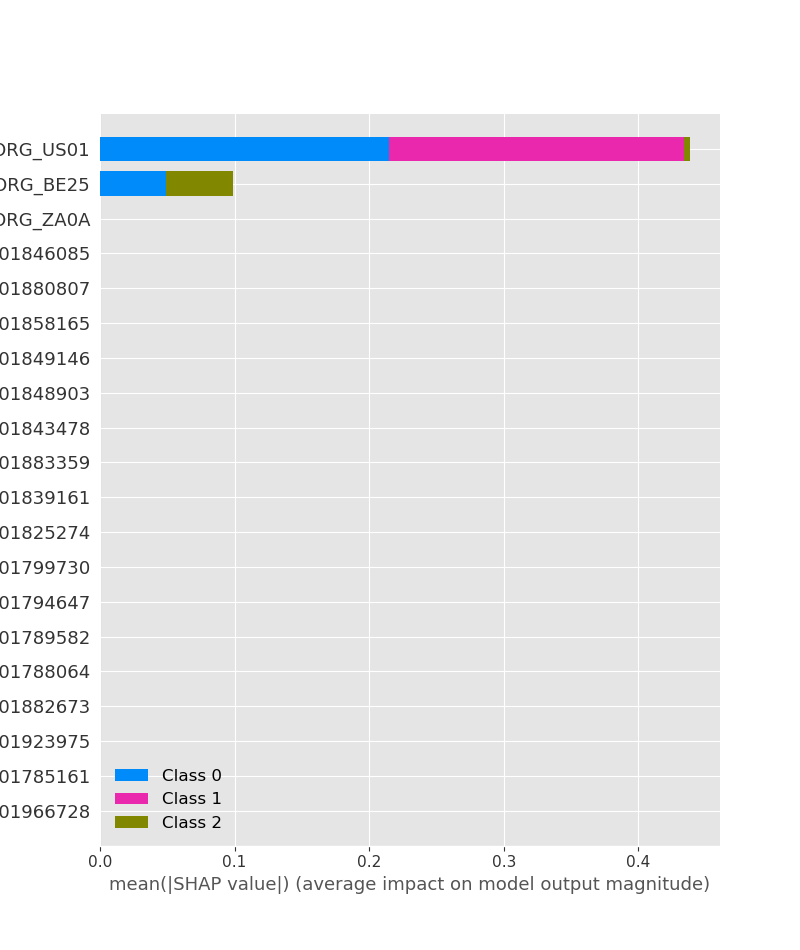 ORG_US01
ORG_BE25
ORG_ZA0A
01846085
01880807
01858165
01849146
01848903
01843478
01883359
01839161
01825274
01799730
01794647
01789582
01788064
01882673
01923975
01785161
01966728
Class 0
Class 1
Class 2
0.0 0.1 0.2 0.3 0.4
mean(|SHAP value|) (average impact on model output magnitude)